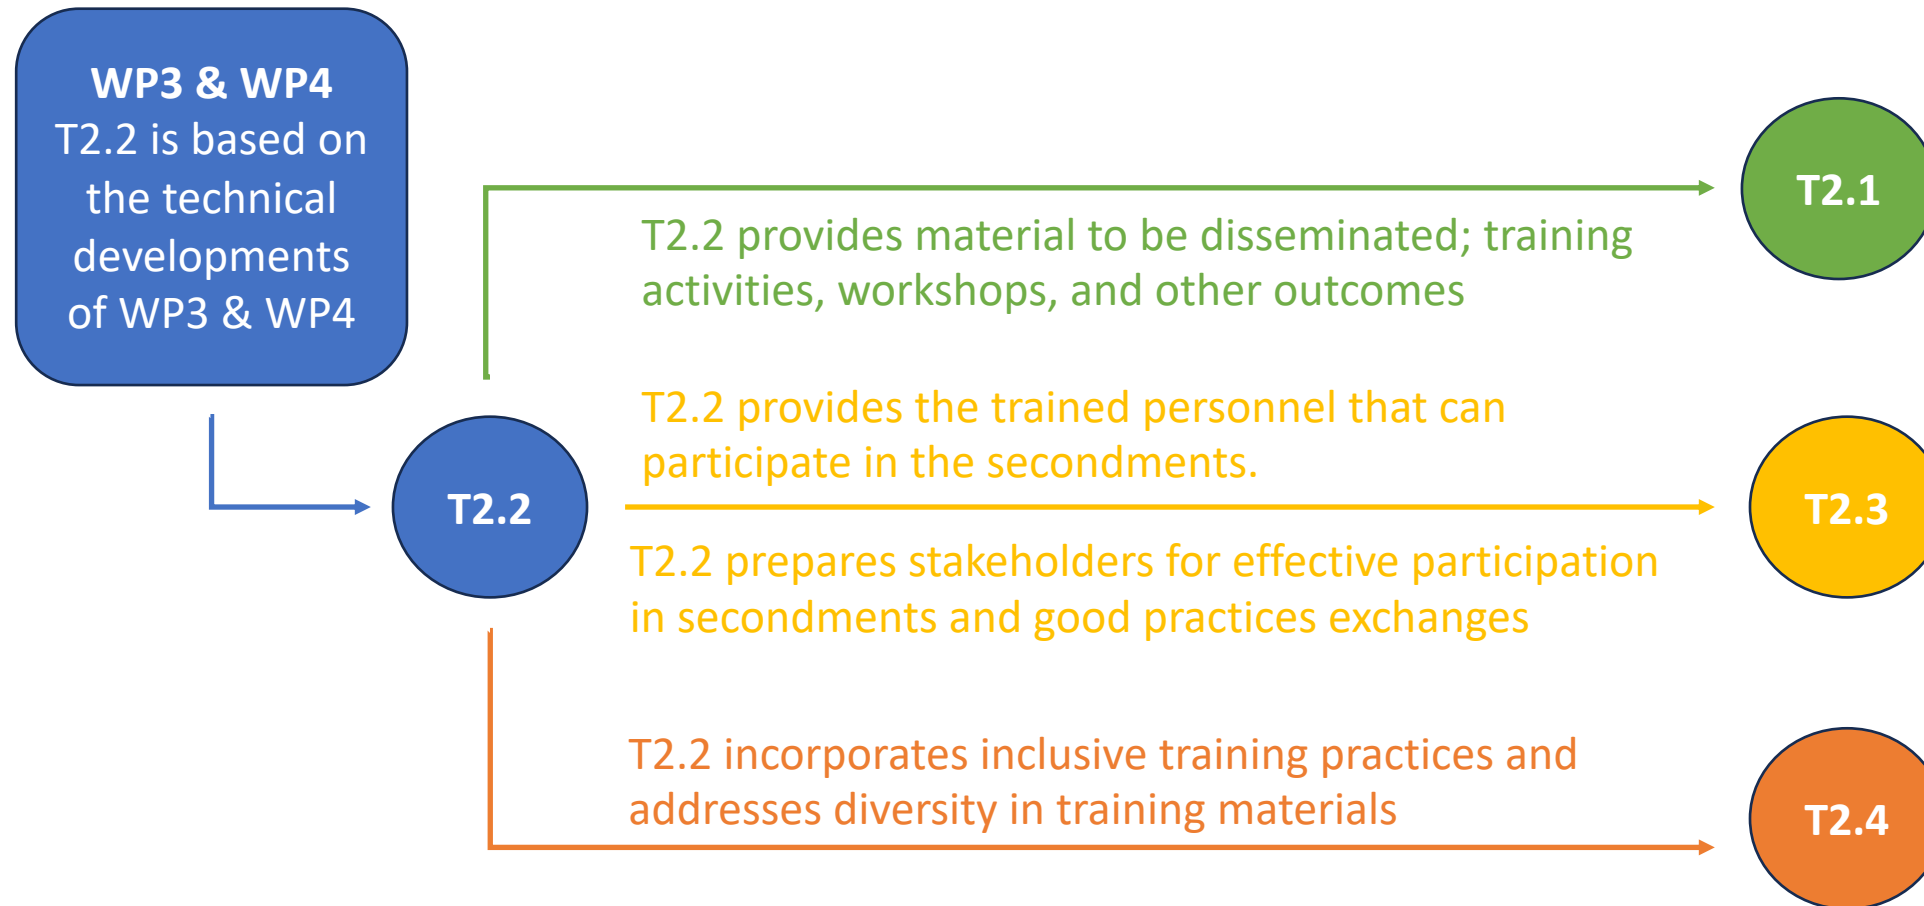 WP3 & WP4
T2.2 is based on
the technical
developments
of WP3 & WP4
T2.1
T2.2 provides material to be disseminated; training
activities, workshops, and other outcomes
T2.2 provides the trained personnel that can
participate in the secondments.
T2.2
T2.3
T2.2 prepares stakeholders for effective participation
in secondments and good practices exchanges
T2.2 incorporates inclusive training practices and
addresses diversity in training materials
T2.4